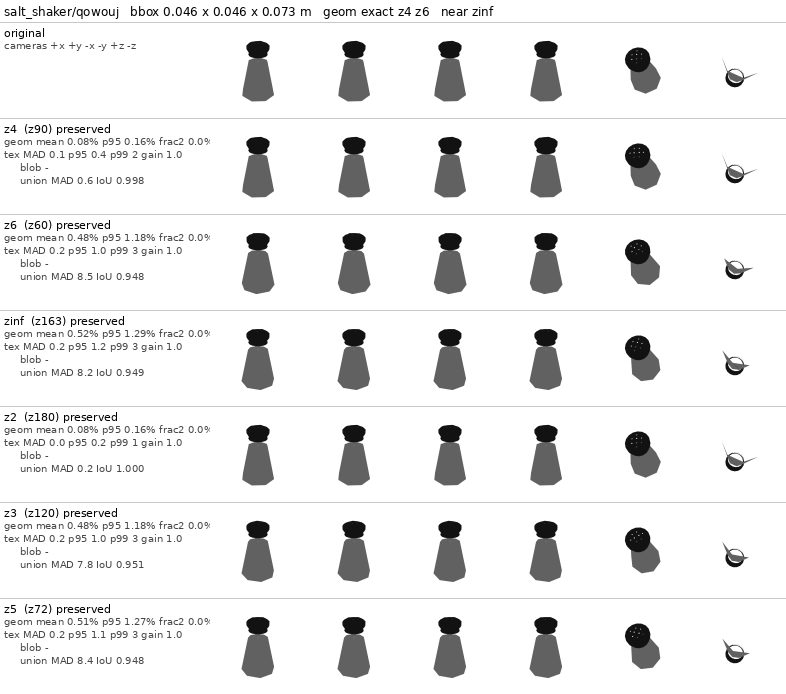 salt_shaker/qowouj   bbox 0.046 x 0.046 x 0.073 m   geom exact z4 z6   near zinf
original
cameras +x +y -x -y +z -z
z4  (z90) preserved
geom mean 0.08% p95 0.16% frac2 0.0%
tex MAD 0.1 p95 0.4 p99 2 gain 1.0
blob -
union MAD 0.6 IoU 0.998
z6  (z60) preserved
geom mean 0.48% p95 1.18% frac2 0.0%
tex MAD 0.2 p95 1.0 p99 3 gain 1.0
blob -
union MAD 8.5 IoU 0.948
zinf  (z163) preserved
geom mean 0.52% p95 1.29% frac2 0.0%
tex MAD 0.2 p95 1.2 p99 3 gain 1.0
blob -
union MAD 8.2 IoU 0.949
z2  (z180) preserved
geom mean 0.08% p95 0.16% frac2 0.0%
tex MAD 0.0 p95 0.2 p99 1 gain 1.0
blob -
union MAD 0.2 IoU 1.000
z3  (z120) preserved
geom mean 0.48% p95 1.18% frac2 0.0%
tex MAD 0.2 p95 1.0 p99 3 gain 1.0
blob -
union MAD 7.8 IoU 0.951
z5  (z72) preserved
geom mean 0.51% p95 1.27% frac2 0.0%
tex MAD 0.2 p95 1.1 p99 3 gain 1.0
blob -
union MAD 8.4 IoU 0.948